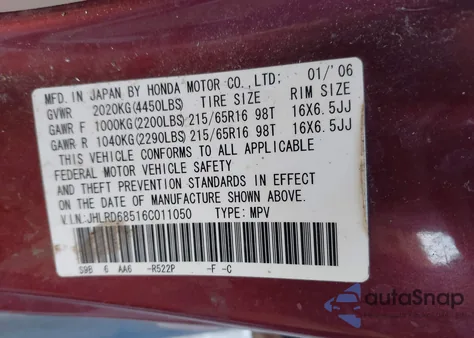 MFD. IN JAPAN BY HONDA MOTOR CO., LTD: 01/'06
GVWR 2020KG(4450LBS) TIRE SIZE RIM SIZE
GAWR F 1000KG(2200LBS) 215/65R16 98T 16X6.5JJ
GAWR R 1040KG(2290LBS) 215/65R16 98T 16X6.5JJ
THIS VEHICLE CONFORMS TO ALL APPLICABLE
FEDERAL MOTOR VEHICLE SAFETY
AND THEFT PREVENTION STANDARDS IN EFFECT
ON THE DATE OF MANUFACTURE SHOWN ABOVE.
V.I.N:JHLRD68516C011050 TYPE: MPV
S9B 6 AA6 -R522P -F -C
autoSnap